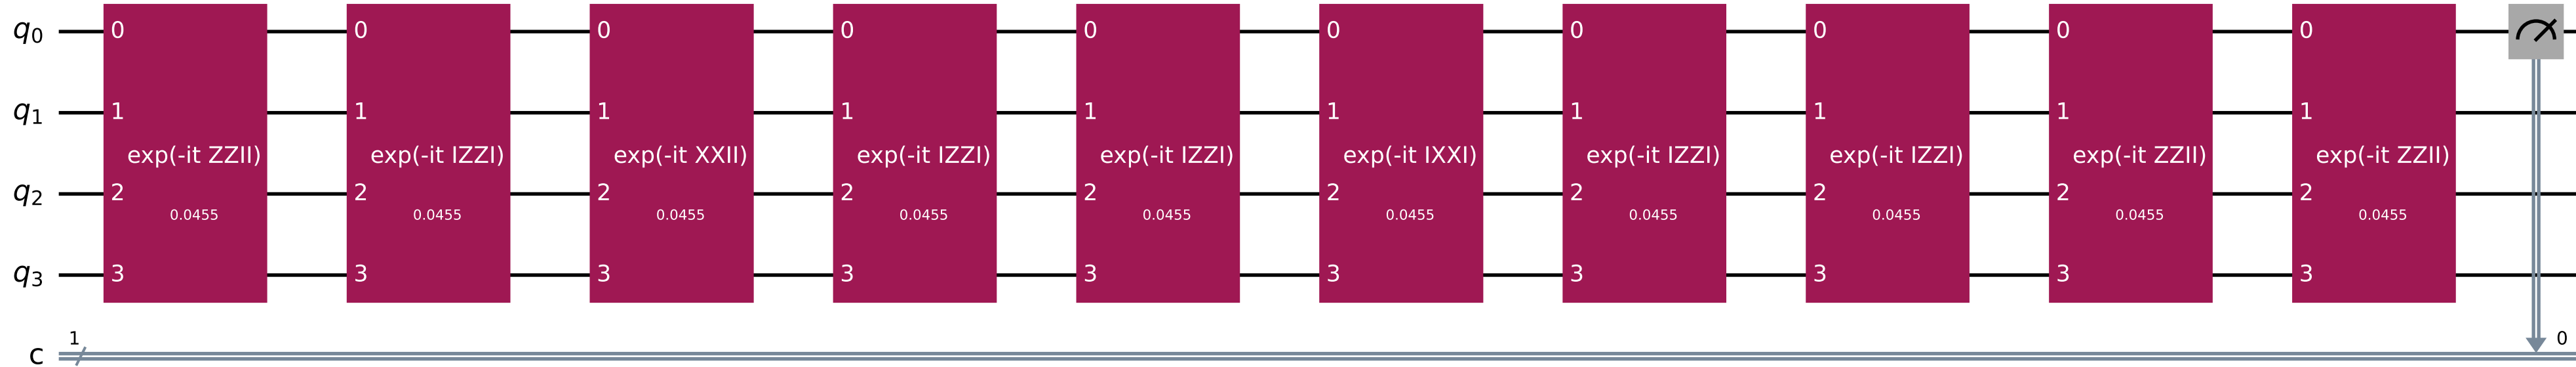 q0 0 0 0 0 0 0 0 0 0 0
q1 1 1 1 1 1 1 1 1 1 1
exp(-it ZZII) exp(-it IZZI) exp(-it XXII) exp(-it IZZI) exp(-it IZZI) exp(-it IXXI) exp(-it IZZI) exp(-it IZZI) exp(-it ZZII) exp(-it ZZII)
q2 2 2 2 2 2 2 2 2 2 2
0.0455 0.0455 0.0455 0.0455 0.0455 0.0455 0.0455 0.0455 0.0455 0.0455
q3 3 3 3 3 3 3 3 3 3 3
1 0
c